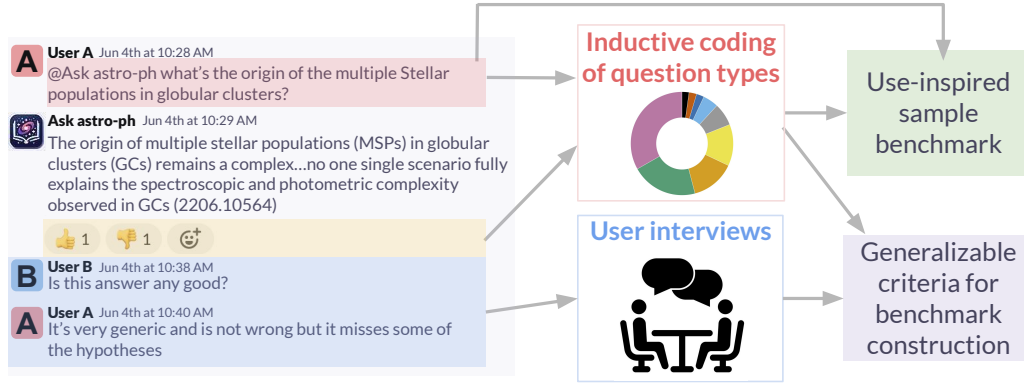 A
User A Jun 4th at 10:28 AM
@Ask astro-ph what's the origin of the multiple Stellar
populations in globular clusters?
Ask astro-ph Jun 4th at 10:29 AM
The origin of multiple stellar populations (MSPs) in globular
clusters (GCs) remains a complex...no one single scenario fully
explains the spectroscopic and photometric complexity
observed in GCs (2206.10564)
👍 1 👎 1
B
User B Jun 4th at 10:38 AM
Is this answer any good?
A
User A Jun 4th at 10:40 AM
It's very generic and is not wrong but it misses some of
the hypotheses
Inductive coding
of question types
User interviews
Use-inspired
sample
benchmark
Generalizable
criteria for
benchmark
construction